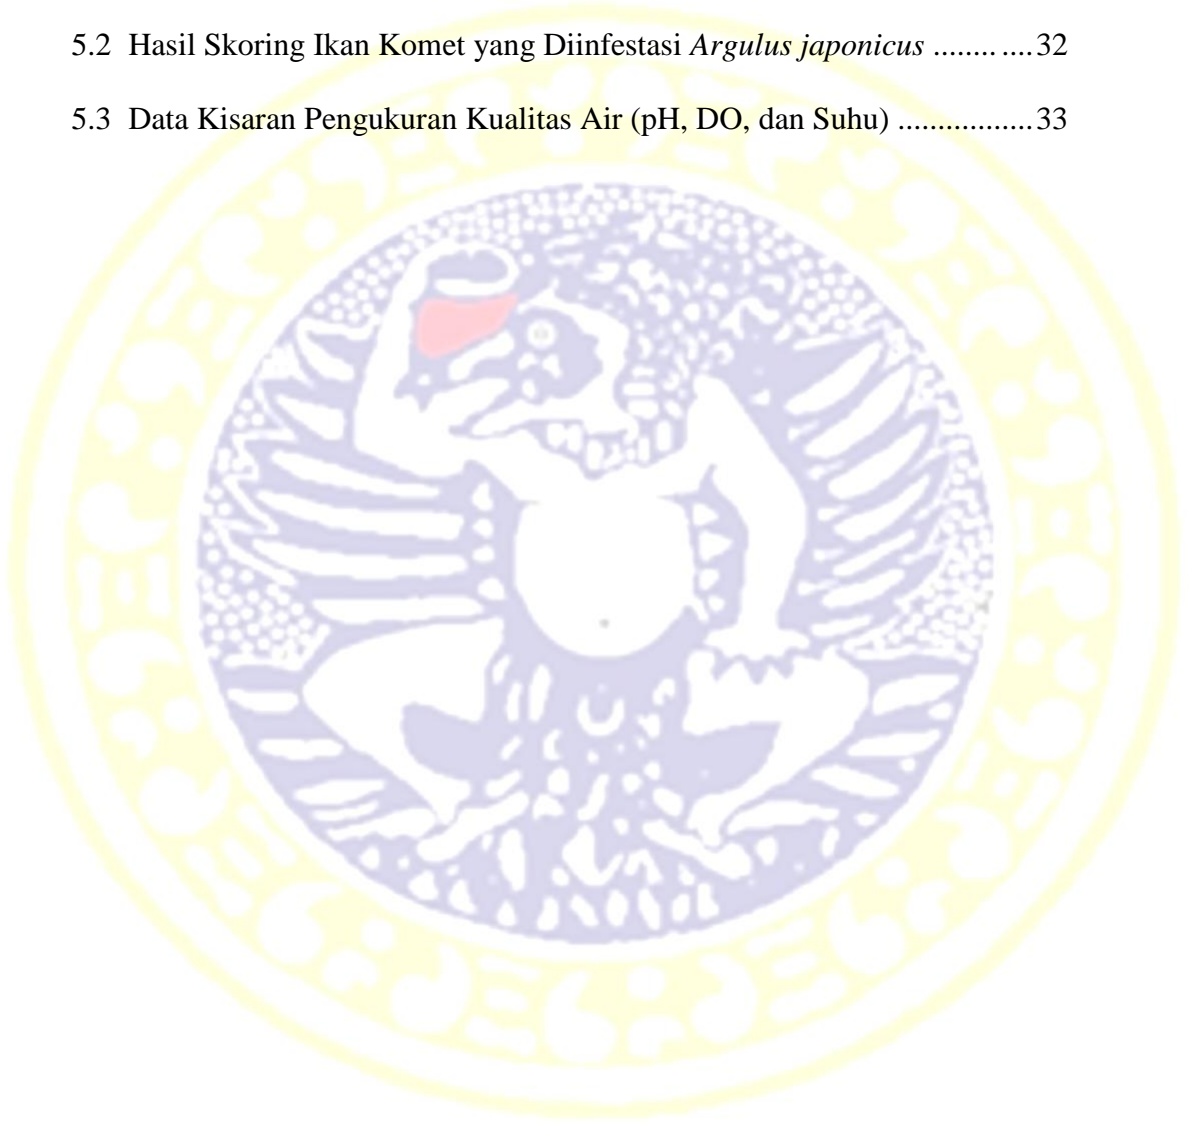 5.2 Hasil Skoring Ikan Komet yang Diinfestasi Argulus japonicus ........ ....32
5.3 Data Kisaran Pengukuran Kualitas Air (pH, DO, dan Suhu) .................33